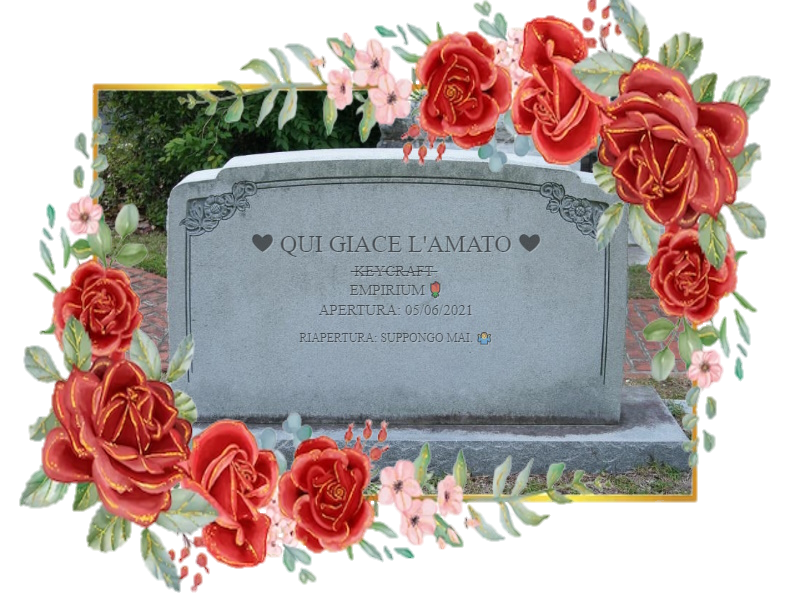 🖤 QUI GIACE L'AMATO 🖤
~~KEYCRAFT~~
EMPIRIUM 🌹
APERTURA: 05/06/2021
RIAPERTURA: SUPPONGO MAI. 🤷‍♂️